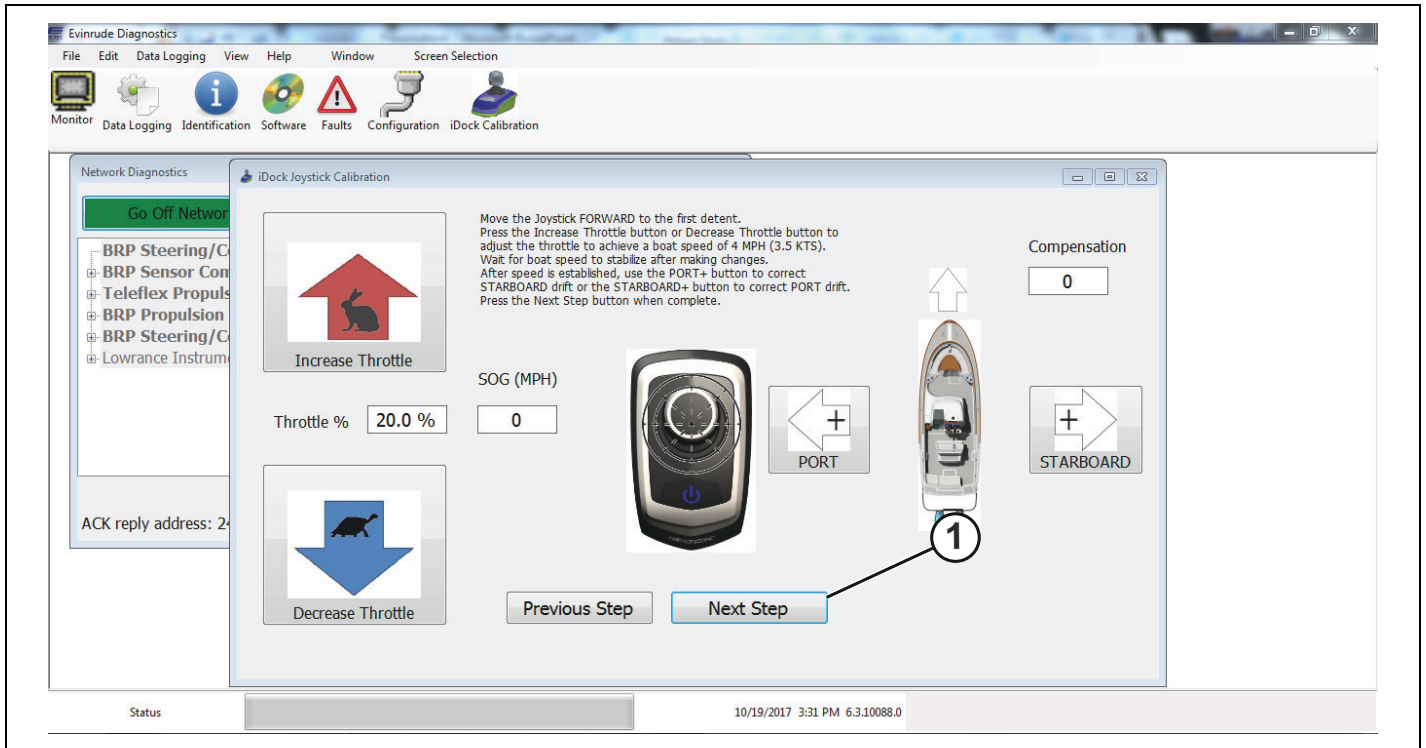 Evinrude Diagnostics
File Edit Data Logging View Help Window Screen Selection
Monitor Data Logging Identification Software Faults Configuration iDock Calibration
Network Diagnostics
Go Off Networ
BRP Steering/C
BRP Sensor Con
Teleflex Propuls
BRP Propulsion
BRP Steering/C
Lowrance Instrum
ACK reply address: 24
iDock Joystick Calibration
Move the Joystick FORWARD to the first detent.
Press the Increase Throttle button or Decrease Throttle button to
adjust the throttle to achieve a boat speed of 4 MPH (3.5 KTS).
Wait for boat speed to stabilize after making changes.
After speed is established, use the PORT+ button to correct
STARBOARD drift or the STARBOARD+ button to correct PORT drift.
Press the Next Step button when complete.
Compensation
0
Increase Throttle
SOG (MPH)
Throttle % 20.0 % 0
+ PORT
+ STARBOARD
Decrease Throttle
Previous Step Next Step
1
Status 10/19/2017 3:31 PM 6.3.10088.0